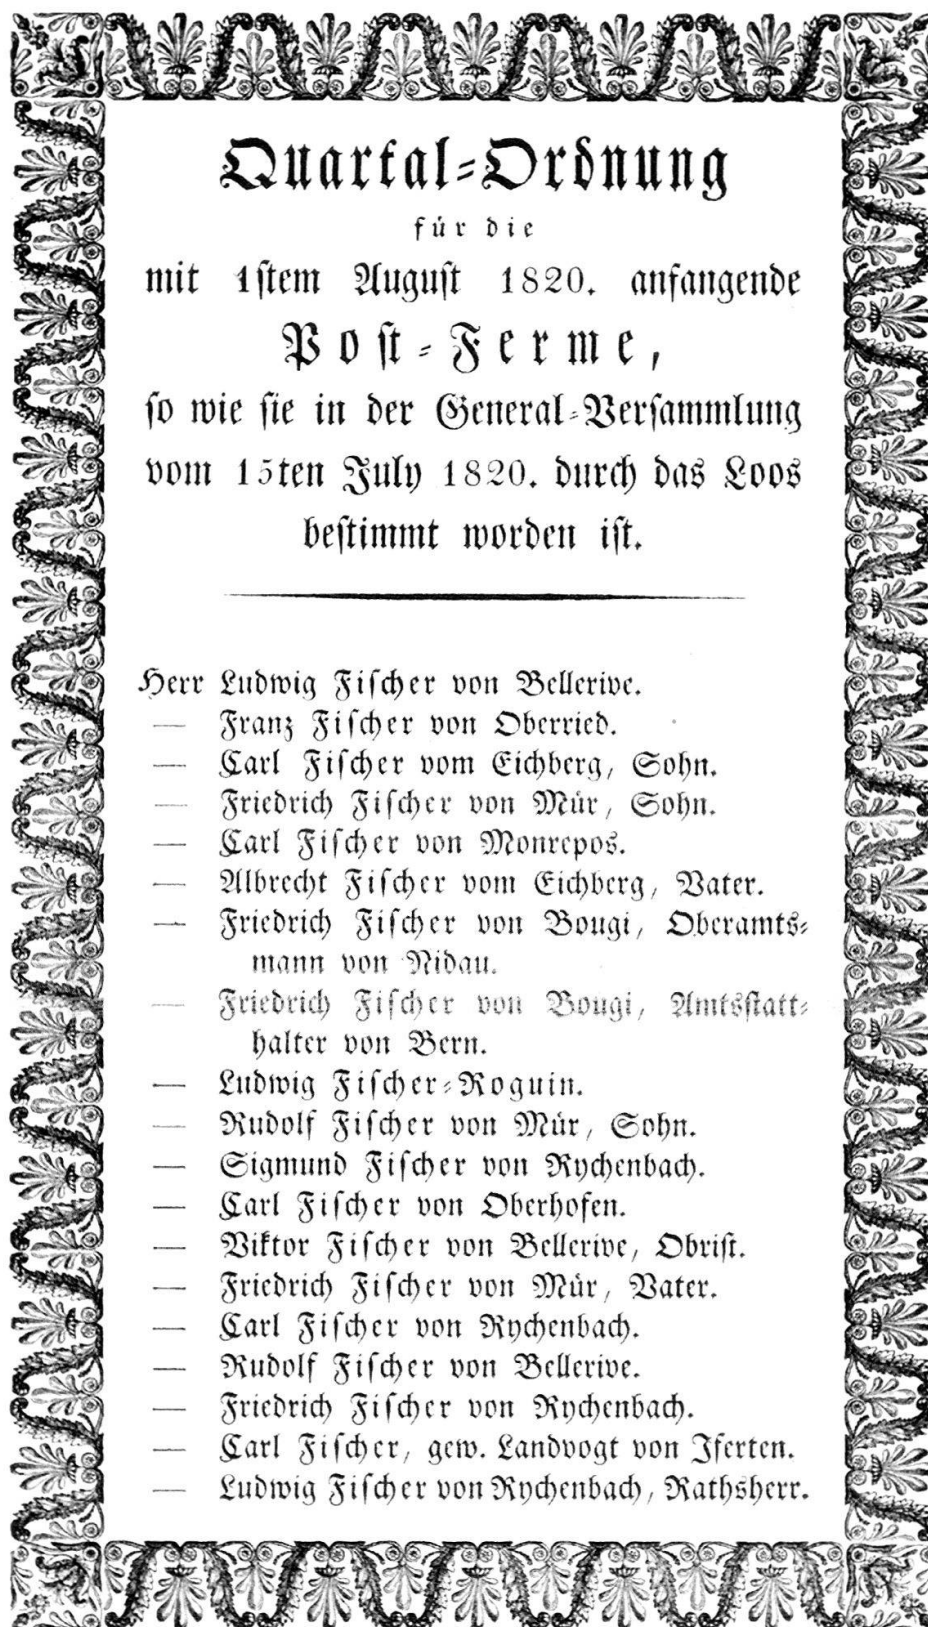 Quartal-Ordnung
für die
mit 1stem August 1820. anfangende
Post-Ferme,
so wie sie in der General-Versammlung
vom 15ten July 1820. durch das Loos
bestimmt worden ist.
Herr Ludwig Fischer von Bellerive.
— Franz Fischer von Oberried.
— Carl Fischer vom Eichberg, Sohn.
— Friedrich Fischer von Mür, Sohn.
— Carl Fischer von Monrepos.
— Albrecht Fischer vom Eichberg, Vater.
— Friedrich Fischer von Bougi, Oberamts-
mann von Nidau.
— Friedrich Fischer von Bougi, Amtsstatt-
halter von Bern.
— Ludwig Fischer-Roguin.
— Rudolf Fischer von Mür, Sohn.
— Sigmund Fischer von Rychenbach.
— Carl Fischer von Oberhofen.
— Viktor Fischer von Bellerive, Obrist.
— Friedrich Fischer von Mür, Vater.
— Carl Fischer von Rychenbach.
— Rudolf Fischer von Bellerive.
— Friedrich Fischer von Rychenbach.
— Carl Fischer, gew. Landvogt von Iferten.
— Ludwig Fischer von Rychenbach, Rathsherr.